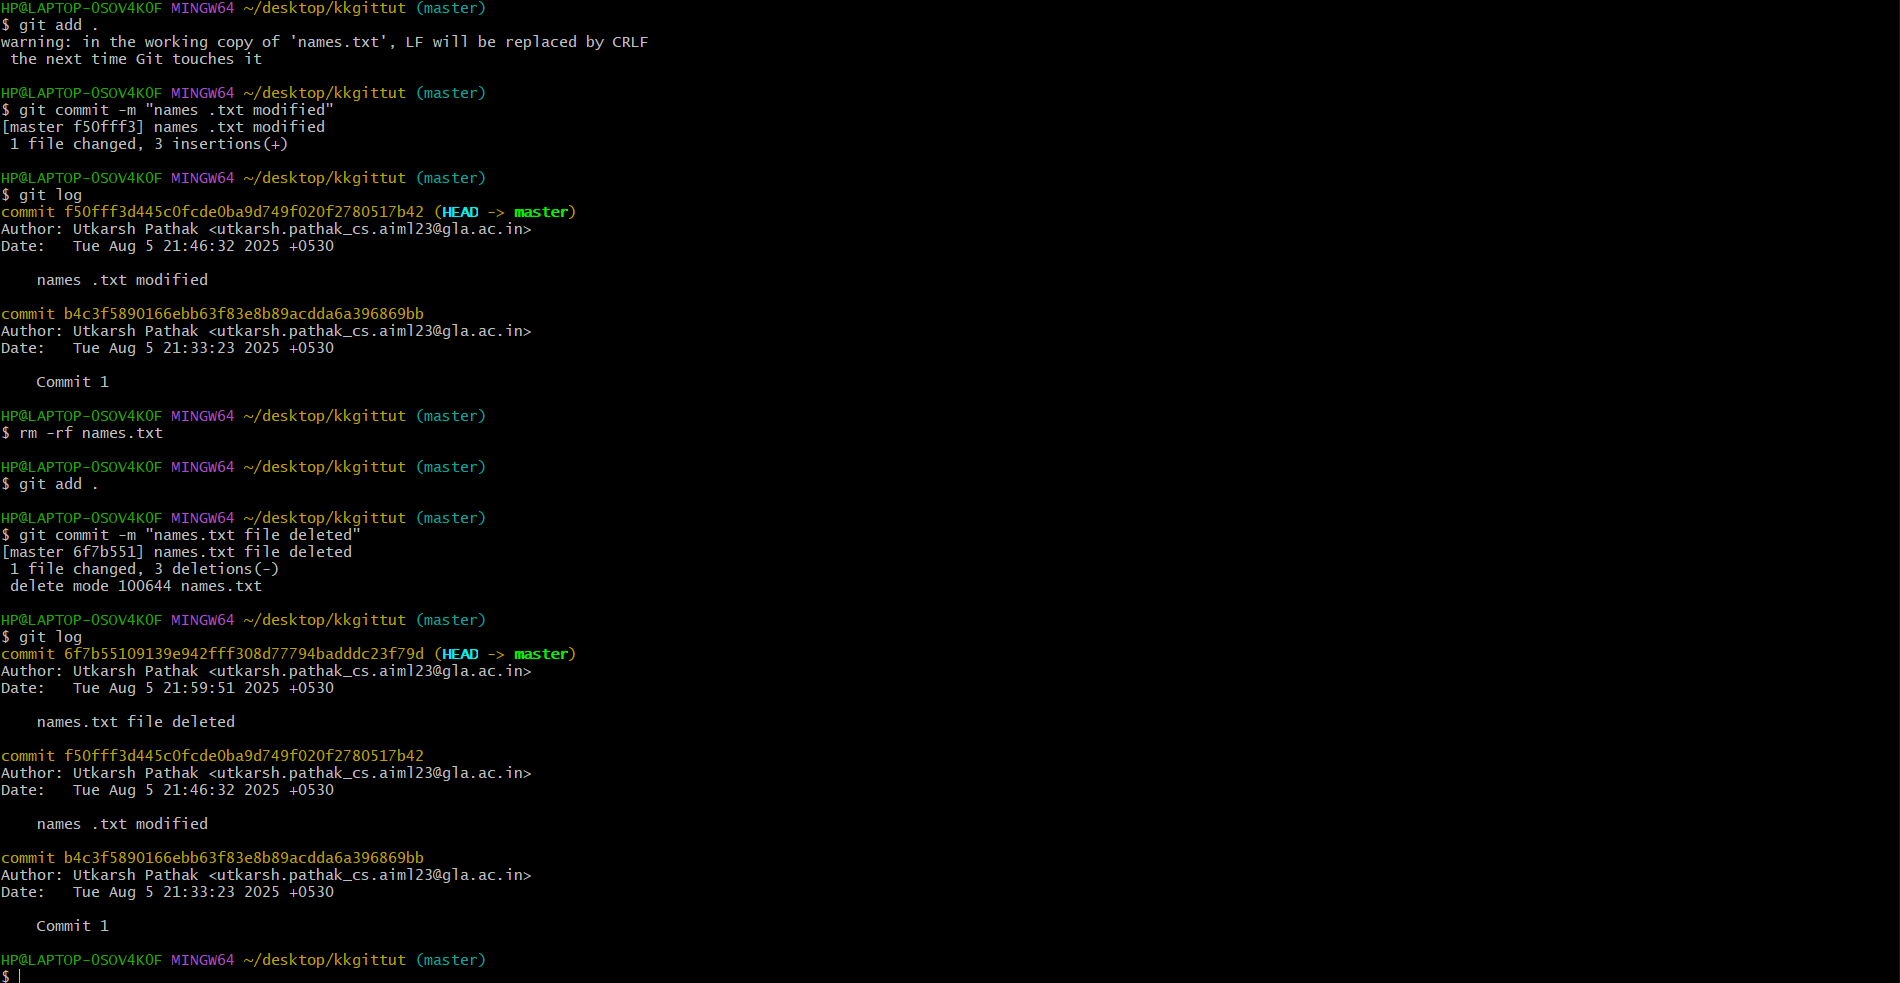 HP@LAPTOP-OSOV4KOF MINGW64 ~/desktop/kkgittut (master)
$ git add .
warning: in the working copy of 'names.txt', LF will be replaced by CRLF
 the next time Git touches it
HP@LAPTOP-OSOV4KOF MINGW64 ~/desktop/kkgittut (master)
$ git commit -m "names .txt modified"
[master f50fff3] names .txt modified
 1 file changed, 3 insertions(+)
HP@LAPTOP-OSOV4KOF MINGW64 ~/desktop/kkgittut (master)
$ git log
commit f50fff3d445c0fcde0ba9d749f020f2780517b42 (HEAD -> master)
Author: Utkarsh Pathak <utkarsh.pathak_cs.aiml23@gla.ac.in>
Date:   Tue Aug 5 21:46:32 2025 +0530
    names .txt modified
commit b4c3f5890166ebb63f83e8b89acdda6a396869bb
Author: Utkarsh Pathak <utkarsh.pathak_cs.aiml23@gla.ac.in>
Date:   Tue Aug 5 21:33:23 2025 +0530
    Commit 1
HP@LAPTOP-OSOV4KOF MINGW64 ~/desktop/kkgittut (master)
$ rm -rf names.txt
HP@LAPTOP-OSOV4KOF MINGW64 ~/desktop/kkgittut (master)
$ git add .
HP@LAPTOP-OSOV4KOF MINGW64 ~/desktop/kkgittut (master)
$ git commit -m "names.txt file deleted"
[master 6f7b551] names.txt file deleted
 1 file changed, 3 deletions(-)
 delete mode 100644 names.txt
HP@LAPTOP-OSOV4KOF MINGW64 ~/desktop/kkgittut (master)
$ git log
commit 6f7b55109139e942fff308d77794badddc23f79d (HEAD -> master)
Author: Utkarsh Pathak <utkarsh.pathak_cs.aiml23@gla.ac.in>
Date:   Tue Aug 5 21:59:51 2025 +0530
    names.txt file deleted
commit f50fff3d445c0fcde0ba9d749f020f2780517b42
Author: Utkarsh Pathak <utkarsh.pathak_cs.aiml23@gla.ac.in>
Date:   Tue Aug 5 21:46:32 2025 +0530
    names .txt modified
commit b4c3f5890166ebb63f83e8b89acdda6a396869bb
Author: Utkarsh Pathak <utkarsh.pathak_cs.aiml23@gla.ac.in>
Date:   Tue Aug 5 21:33:23 2025 +0530
    Commit 1
HP@LAPTOP-OSOV4KOF MINGW64 ~/desktop/kkgittut (master)
$